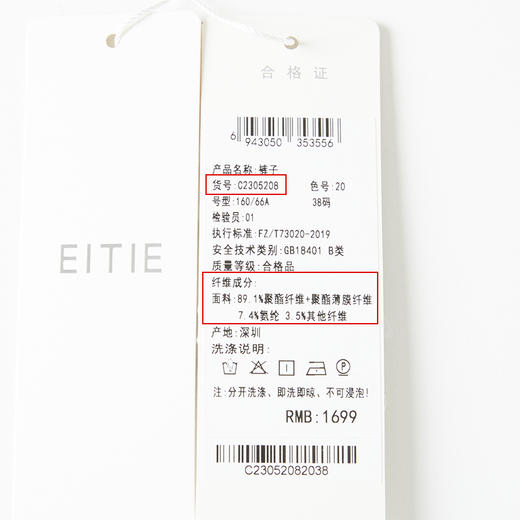 EITIE
合格证
6 943050 353556
产品名称:裤子
货号:C2305208 色号:20
号型:160/66A 38码
检验员:01
执行标准:FZ/T73020-2019
安全技术类别:GB18401 B类
质量等级:合格品
纤维成分:
面料:89.1%聚酯纤维+聚酯薄膜纤维
7.4%氨纶 3.5%其他纤维
产地:深圳
洗涤说明:
注:分开洗涤、即洗即晾、不可浸泡!
RMB:1699
C23052082038